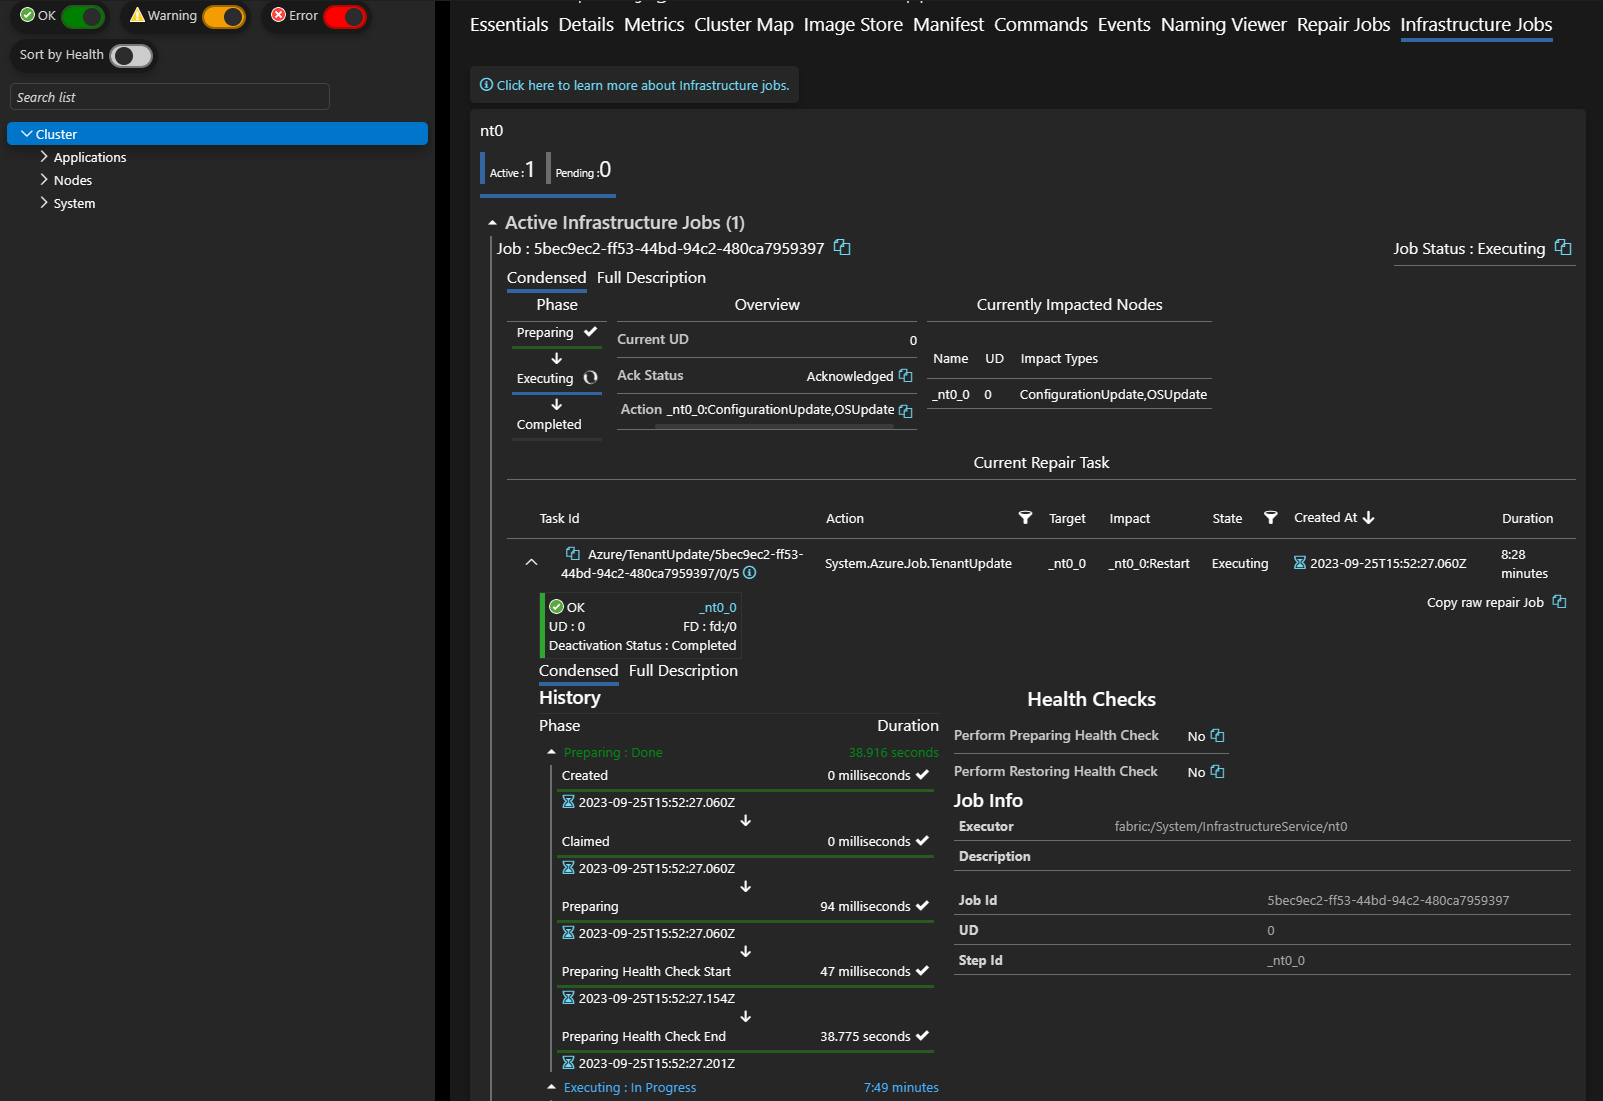 OK
Warning
Error
Sort by Health
Search list
Cluster
Applications
Nodes
System
Essentials Details Metrics Cluster Map Image Store Manifest Commands Events Naming Viewer Repair Jobs Infrastructure Jobs
Click here to learn more about Infrastructure jobs.
nt0
Active : 1 Pending : 0
Active Infrastructure Jobs (1)
Job : 5bec9ec2-ff53-44bd-94c2-480ca7959397
Job Status : Executing
Condensed Full Description
Phase
Preparing
Executing
Completed
Overview
Current UD 0
Ack Status Acknowledged
Action _nt0_0:ConfigurationUpdate,OSUpdate
Currently Impacted Nodes
Name UD Impact Types
_nt0_0 0 ConfigurationUpdate,OSUpdate
Current Repair Task
Task Id Action Target Impact State Created At Duration
Azure/TenantUpdate/5bec9ec2-ff53-
44bd-94c2-480ca7959397/0/5
System.AzureJob.TenantUpdate _nt0_0 _nt0_0:Restart Executing 2023-09-25T15:52:27.060Z
8:28
minutes
OK _nt0_0
UD : 0 FD : fd:/0
Deactivation Status : Completed
Copy raw repair Job
Condensed Full Description
History
Phase Duration
Preparing : Done 38.916 seconds
Created 0 milliseconds
2023-09-25T15:52:27.060Z
Claimed 0 milliseconds
2023-09-25T15:52:27.060Z
Preparing 94 milliseconds
2023-09-25T15:52:27.060Z
Preparing Health Check Start 47 milliseconds
2023-09-25T15:52:27.154Z
Preparing Health Check End 38.775 seconds
2023-09-25T15:52:27.201Z
Executing : In Progress 7:49 minutes
Health Checks
Perform Preparing Health Check No
Perform Restoring Health Check No
Job Info
Executor fabric:/System/InfrastructureService/nt0
Description
Job Id 5bec9ec2-ff53-44bd-94c2-480ca7959397
UD 0
Step Id _nt0_0